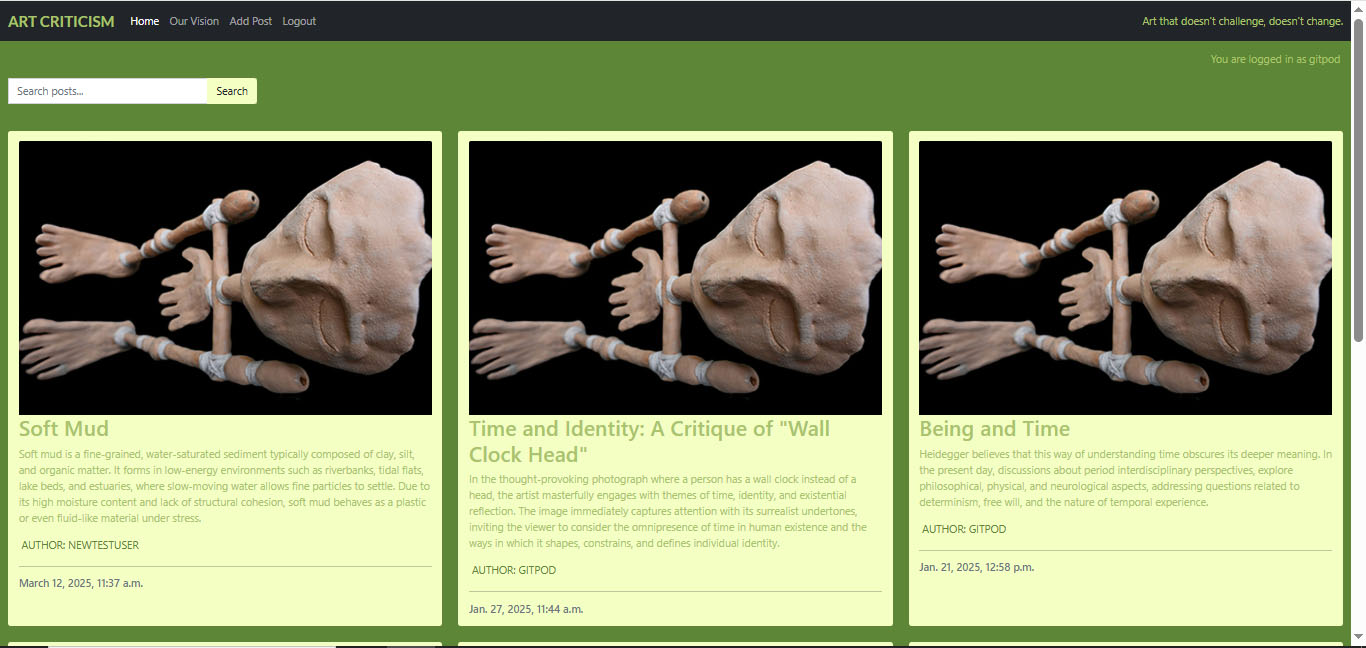 ART CRITICISM Home Our Vision Add Post Logout Art that doesn't challenge, doesn't change.
You are logged in as gitpod
Search posts... Search
Soft Mud
Soft mud is a fine-grained, water-saturated sediment typically composed of clay, silt,
and organic matter. It forms in low-energy environments such as riverbanks, tidal flats,
lake beds, and estuaries, where slow-moving water allows fine particles to settle. Due to
its high moisture content and lack of structural cohesion, soft mud behaves as a plastic
or even fluid-like material under stress.
AUTHOR: NEWTESTUSER
March 12, 2025, 11:37 a.m.
Time and Identity: A Critique of "Wall
Clock Head"
In the thought-provoking photograph where a person has a wall clock instead of a
head, the artist masterfully engages with themes of time, identity, and existential
reflection. The image immediately captures attention with its surrealist undertones,
inviting the viewer to consider the omnipresence of time in human existence and the
ways in which it shapes, constrains, and defines individual identity.
AUTHOR: GITPOD
Jan. 27, 2025, 11:44 a.m.
Being and Time
Heidegger believes that this way of understanding time obscures its deeper meaning. In
the present day, discussions about period interdisciplinary perspectives, explore
philosophical, physical, and neurological aspects, addressing questions related to
determinism, free will, and the nature of temporal experience.
AUTHOR: GITPOD
Jan. 21, 2025, 12:58 p.m.